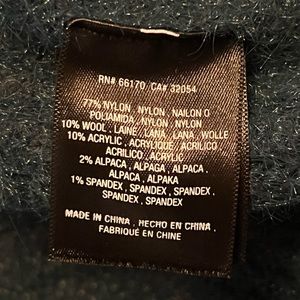 RN# 66170 / CA# 32054
77% NYLON , NYLON , NAILON O
POLIAMIDA , NYLON , NYLON
10% WOOL , LAINE , LANA , WOLLE
10% ACRYLIC , ACRYLIQUE , ACRILICO
ACRILICO , ACRYLIC
2% ALPACA , ALPAGA , ALPACA ,
ALPACA , ALPAKA
1% SPANDEX , SPANDEX , SPANDEX ,
SPANDEX , SPANDEX
MADE IN CHINA , HECHO EN CHINA ,
FABRIQUÉ EN CHINE